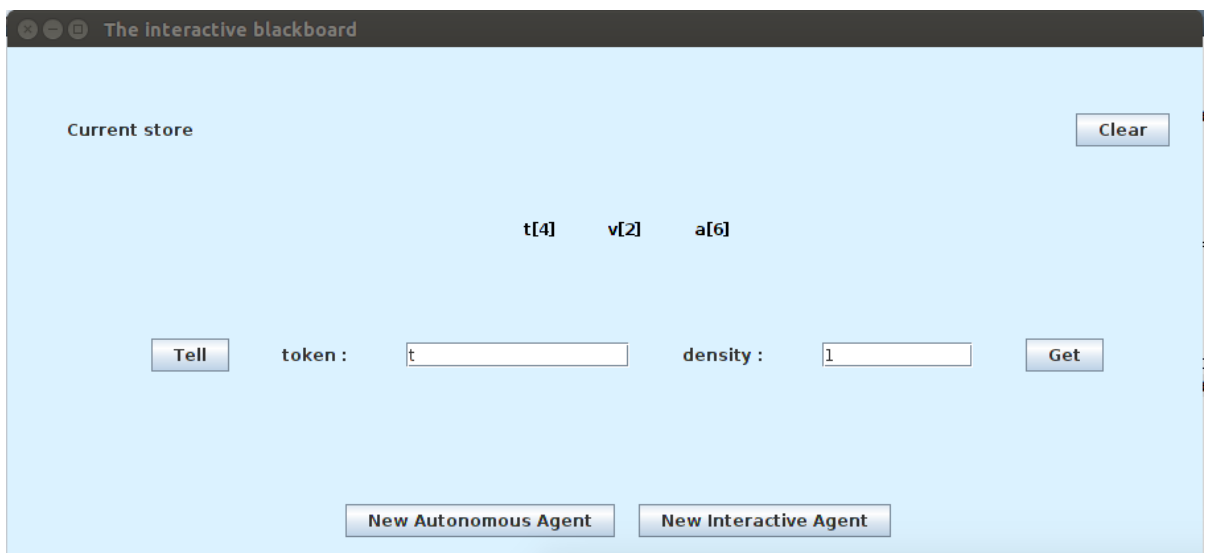 The interactive blackboard
Current store Clear
t[4] v[2] a[6]
Tell token : t density : 1 Get
New Autonomous Agent New Interactive Agent